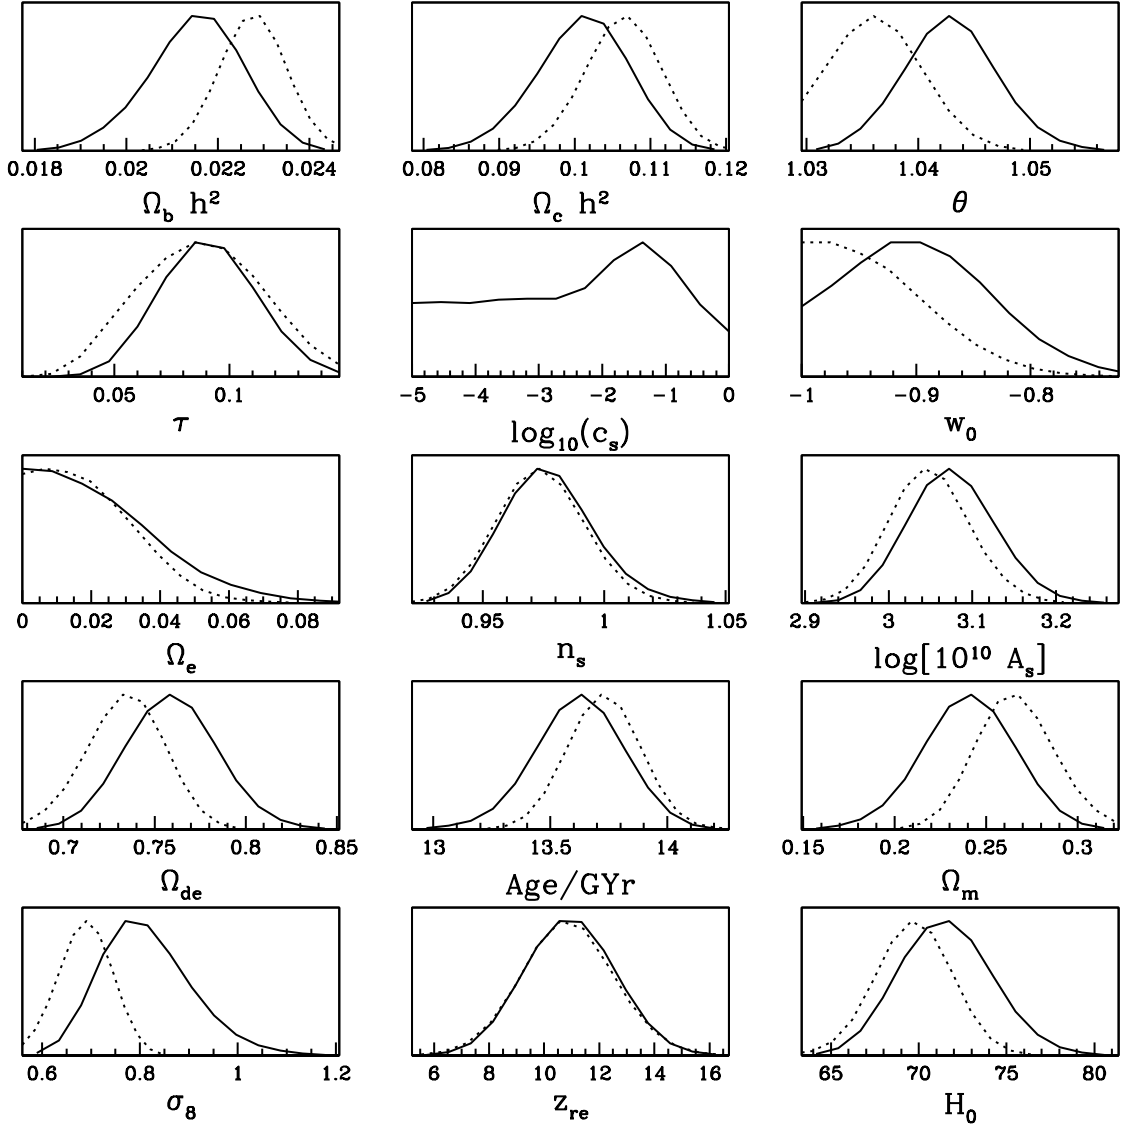 0.018 0.02 0.022 0.024 0.08 0.09 0.1 0.11 0.12 1.03 1.04 1.05
Ω_b h² Ω_c h² θ
0.05 0.1 −5 −4 −3 −2 −1 0 −1 −0.9 −0.8
τ log₁₀(c_s) w₀
0 0.02 0.04 0.06 0.08 0.95 1 1.05 2.9 3 3.1 3.2
Ω_e n_s log[10¹⁰ A_s]
0.7 0.75 0.8 0.85 13 13.5 14 0.15 0.2 0.25 0.3
Ω_de Age/GYr Ω_m
0.6 0.8 1 1.2 6 8 10 12 14 16 65 70 75 80
σ₈ z_re H₀